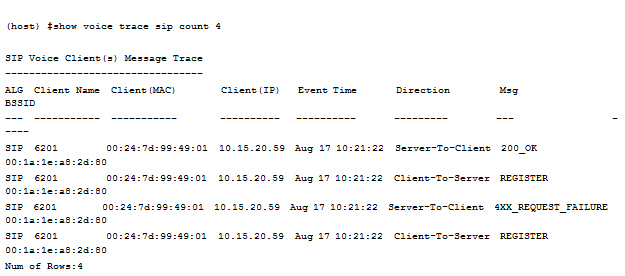 (host) #show voice trace sip count 4
SIP Voice Client(s) Message Trace
---------------------------------
ALG  Client Name  Client(MAC)        Client(IP)   Event Time       Direction         Msg
BSSID
---  -----------  -----------        ----------   ----------       ---------         ---                -
----
SIP  6201         00:24:7d:99:49:01  10.15.20.59  Aug 17 10:21:22  Server-To-Client  200_OK
00:1a:1e:a8:2d:80
SIP  6201         00:24:7d:99:49:01  10.15.20.59  Aug 17 10:21:22  Client-To-Server  REGISTER
00:1a:1e:a8:2d:80
SIP  6201         00:24:7d:99:49:01  10.15.20.59  Aug 17 10:21:22  Server-To-Client  4XX_REQUEST_FAILURE
00:1a:1e:a8:2d:80
SIP  6201         00:24:7d:99:49:01  10.15.20.59  Aug 17 10:21:22  Client-To-Server  REGISTER
00:1a:1e:a8:2d:80
Num of Rows:4